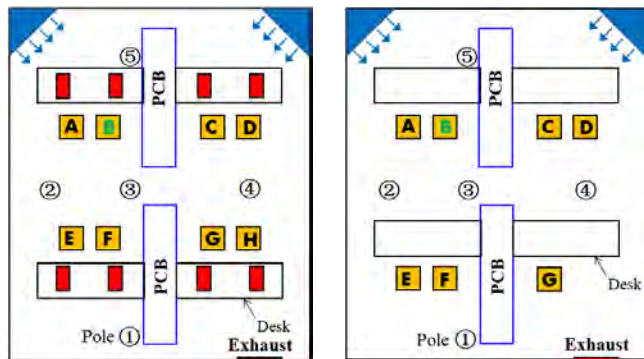 ⑤
PCB
A B C D
② ③ ④
E F G H
PCB
Desk
Pole ①
Exhaust
⑤
PCB
A B C D
② ③ ④
E F G
PCB
Desk
Pole ①
Exhaust